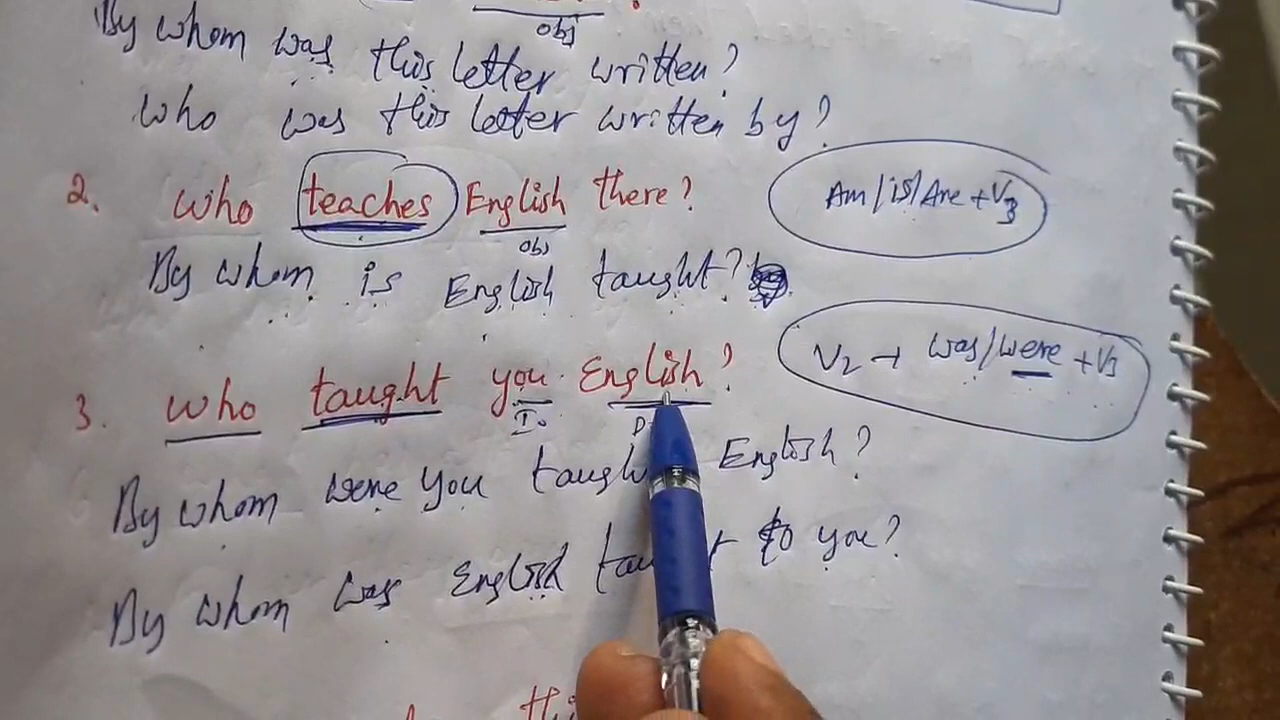 obj
By whom was this letter written?
Who was this letter written by?
2. Who teaches English there?
Am/is/Are + V3
obj
By whom is English taught?
3. Who taught you English?
V2 → was/were + V3
I.
D
By whom were you taught English?
By whom was English taught to you?